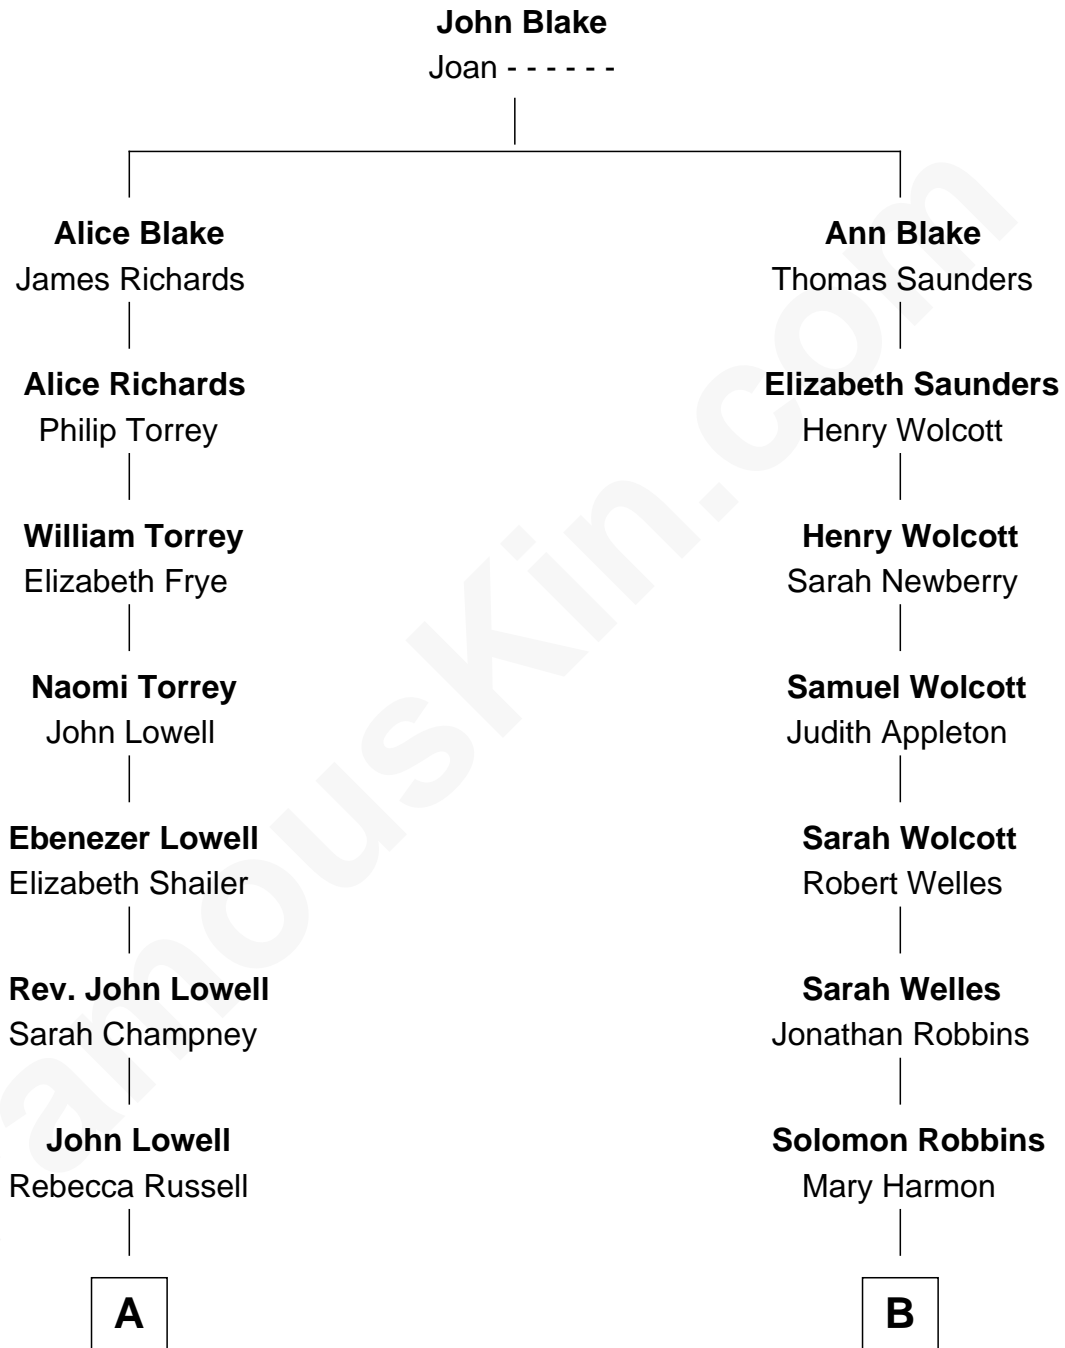 John Blake
Joan - - - - - -
Alice Blake
James Richards
Alice Richards
Philip Torrey
William Torrey
Elizabeth Frye
Naomi Torrey
John Lowell
Ebenezer Lowell
Elizabeth Shailer
Rev. John Lowell
Sarah Champney
John Lowell
Rebecca Russell
A
Ann Blake
Thomas Saunders
Elizabeth Saunders
Henry Wolcott
Henry Wolcott
Sarah Newberry
Samuel Wolcott
Judith Appleton
Sarah Wolcott
Robert Welles
Sarah Welles
Jonathan Robbins
Solomon Robbins
Mary Harmon
B
amousKin.com